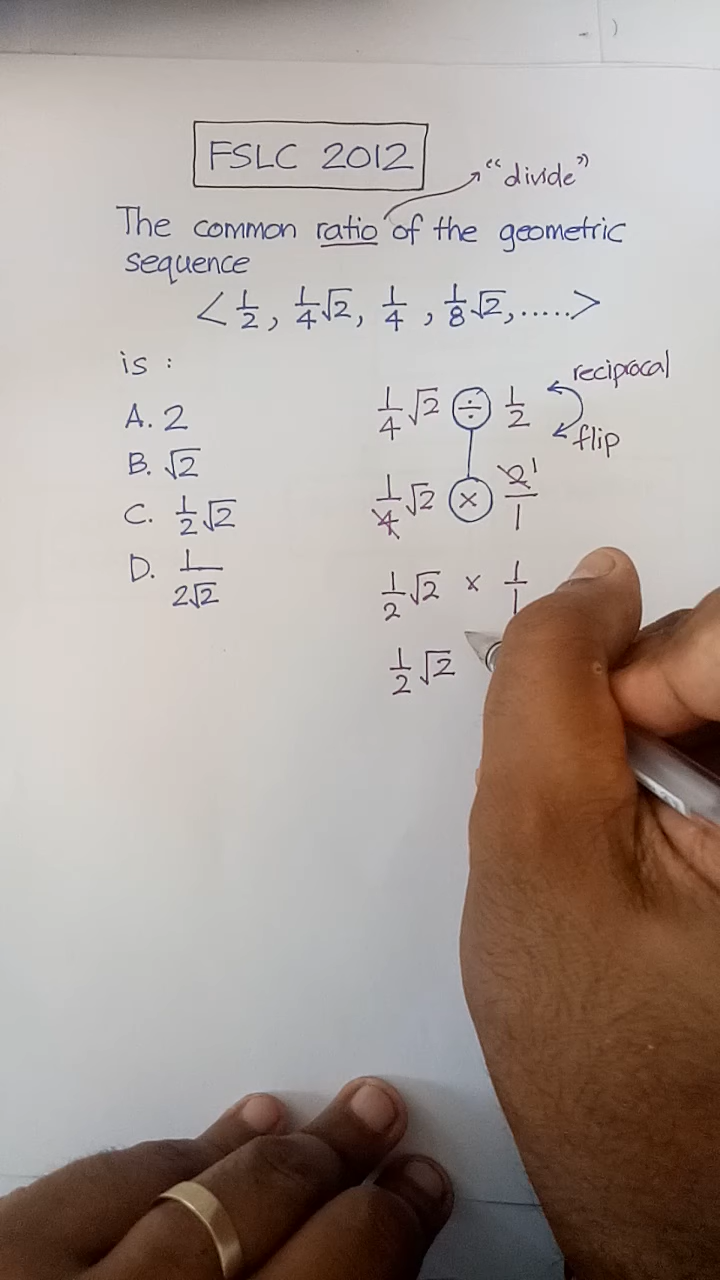 FSLC 2012
"divide"
The common ratio of the geometric
sequence
< 1/2, 1/4√2, 1/4, 1/8√2, ..... >
is :
A. 2
B. √2
C. 1/2√2
D. 1/2√2
1/4√2 ÷ 1/2
reciprocal
flip
1/4√2 × 2/1 1
1/2√2 × 1/1
1/2√2